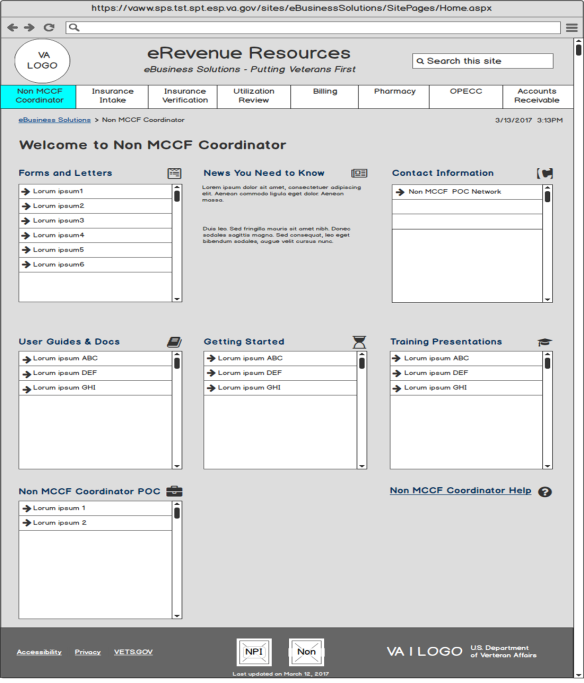 https://vaww.sps.tst.spt.esp.va.gov/sites/eBusinessSolutions/SitePages/Home.aspx
VA
LOGO
eRevenue Resources
eBusiness Solutions - Putting Veterans First
Search this site
Non MCCF
Coordinator
Insurance
Intake
Insurance
Verification
Utilization
Review
Billing
Pharmacy
OPECC
Accounts
Receivable
eBusiness Solutions > Non MCCF Coordinator
3/13/2017 3:13PM
Welcome to Non MCCF Coordinator
Forms and Letters
Lorum ipsum1
Lorum ipsum2
Lorum ipsum3
Lorum ipsum4
Lorum ipsum5
Lorum ipsum6
News You Need to Know
Lorem ipsum dolor sit amet, consectetuer adipiscing
elit. Aenean commodo ligula eget dolor. Aenean
massa.
Duis leo. Sed fringilla mauris sit amet nibh. Donec
sodales sagittis magna. Sed consequat, leo eget
bibendum sodales, augue velit cursus nunc.
Contact Information
Non MCCF POC Network
User Guides & Docs
Lorum ipsum ABC
Lorum ipsum DEF
Lorum ipsum GHI
Getting Started
Lorum ipsum ABC
Lorum ipsum DEF
Lorum ipsum GHI
Training Presentations
Lorum ipsum ABC
Lorum ipsum DEF
Lorum ipsum GHI
Non MCCF Coordinator POC
Lorum ipsum 1
Lorum ipsum 2
Non MCCF Coordinator Help
Accessibility
Privacy
VETS.GOV
NPI
Non
Last updated on March 12, 2017
VA | LOGO
U.S. Department
of Verteran Affairs